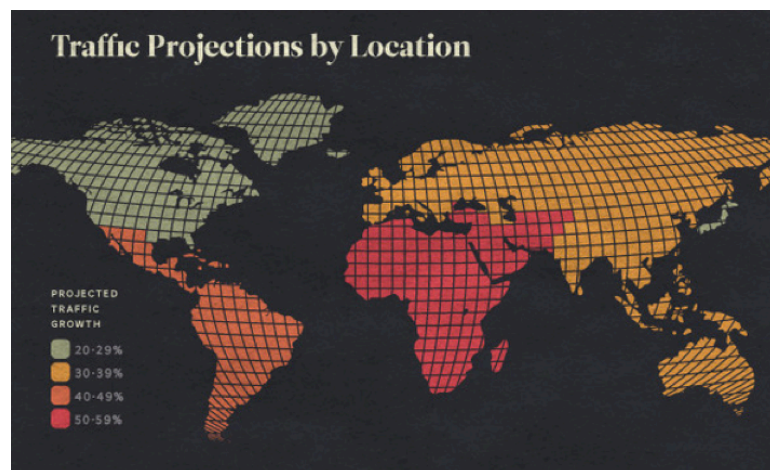 Traffic Projections by Location
PROJECTED
TRAFFIC
GROWTH
20-29%
30-39%
40-49%
50-59%